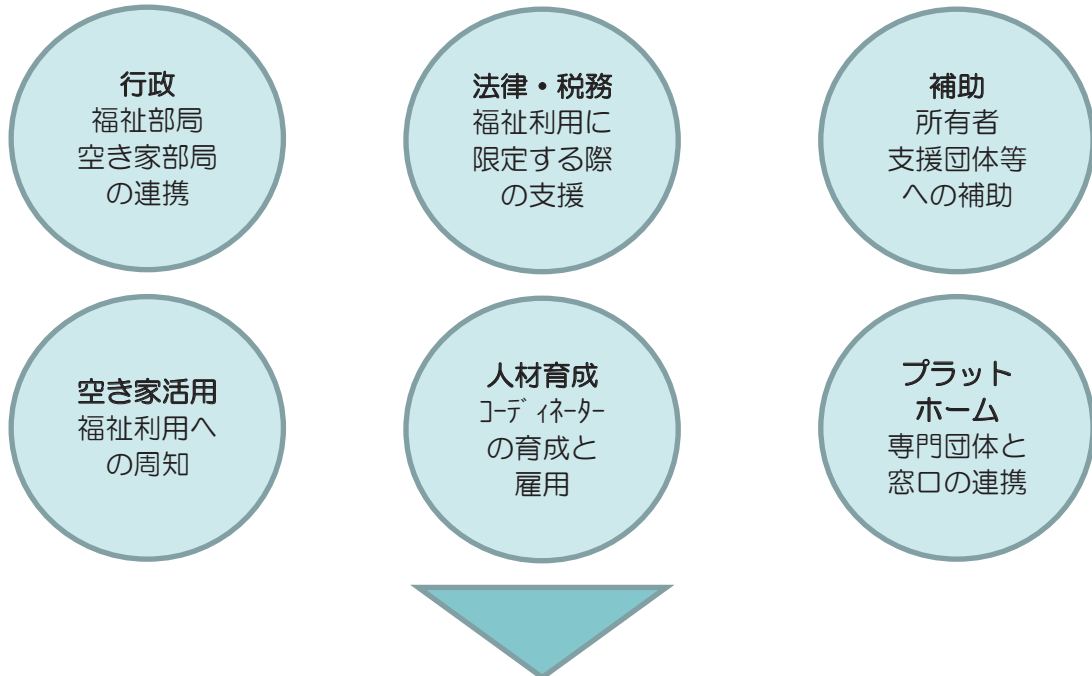 行政
福祉部局
空き家部局
の連携
法律・税務
福祉利用に
限定する際
の支援
補助
所有者
支援団体等
への補助
空き家活用
福祉利用へ
の周知
人材育成
ｺｰﾃﾞｨﾈｰﾀｰ
の育成と
雇用
プラット
ホーム
専門団体と
窓口の連携